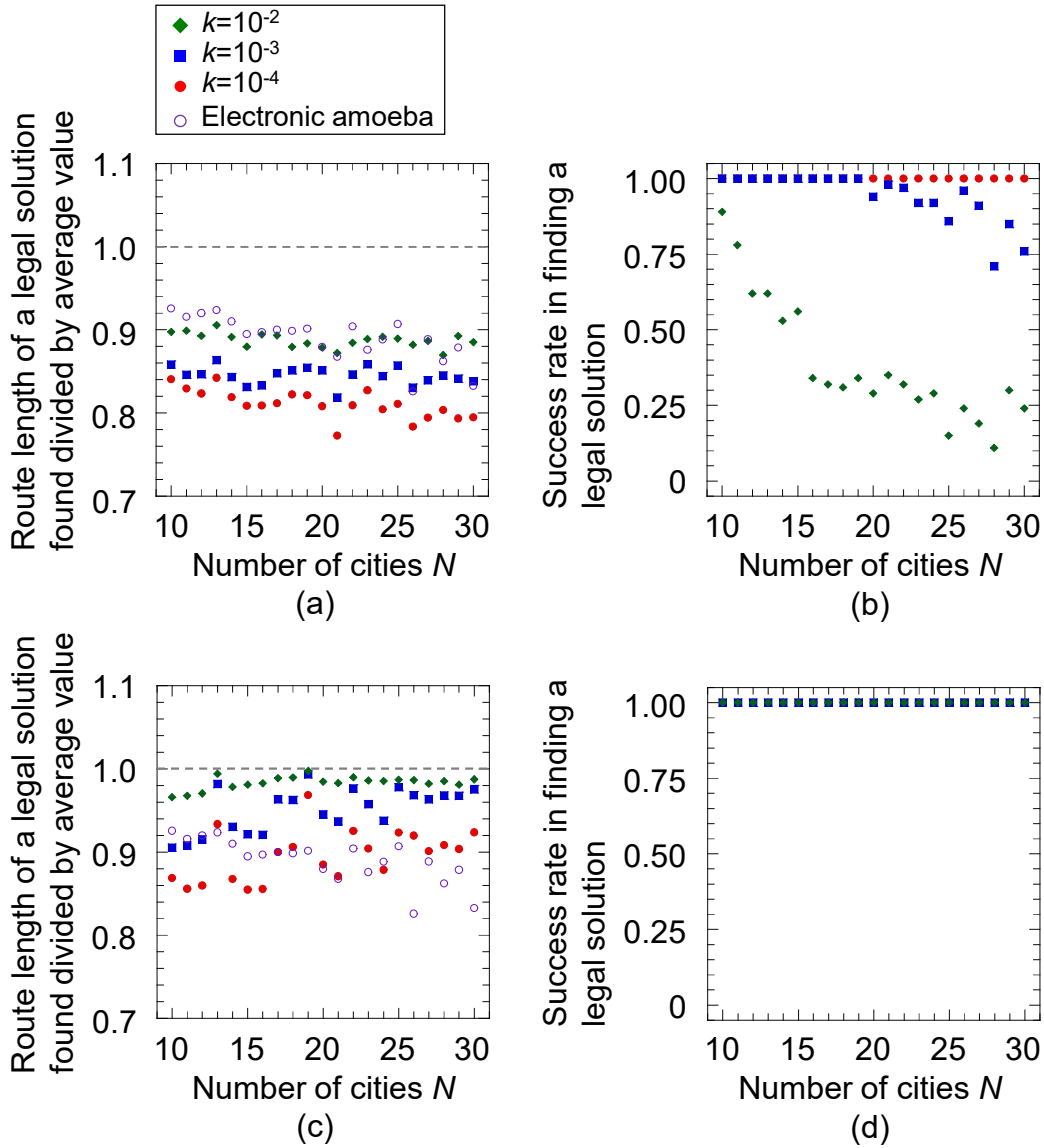 k=10⁻²
k=10⁻³
k=10⁻⁴
Electronic amoeba
Route length of a legal solution
found divided by average value
1.1
1.0
0.9
0.8
0.7
10 15 20 25 30
Number of cities N
(a)
Success rate in finding a
legal solution
1.00
0.75
0.50
0.25
0
10 15 20 25 30
Number of cities N
(b)
Route length of a legal solution
found divided by average value
1.1
1.0
0.9
0.8
0.7
10 15 20 25 30
Number of cities N
(c)
Success rate in finding a
legal solution
1.00
0.75
0.50
0.25
0
10 15 20 25 30
Number of cities N
(d)